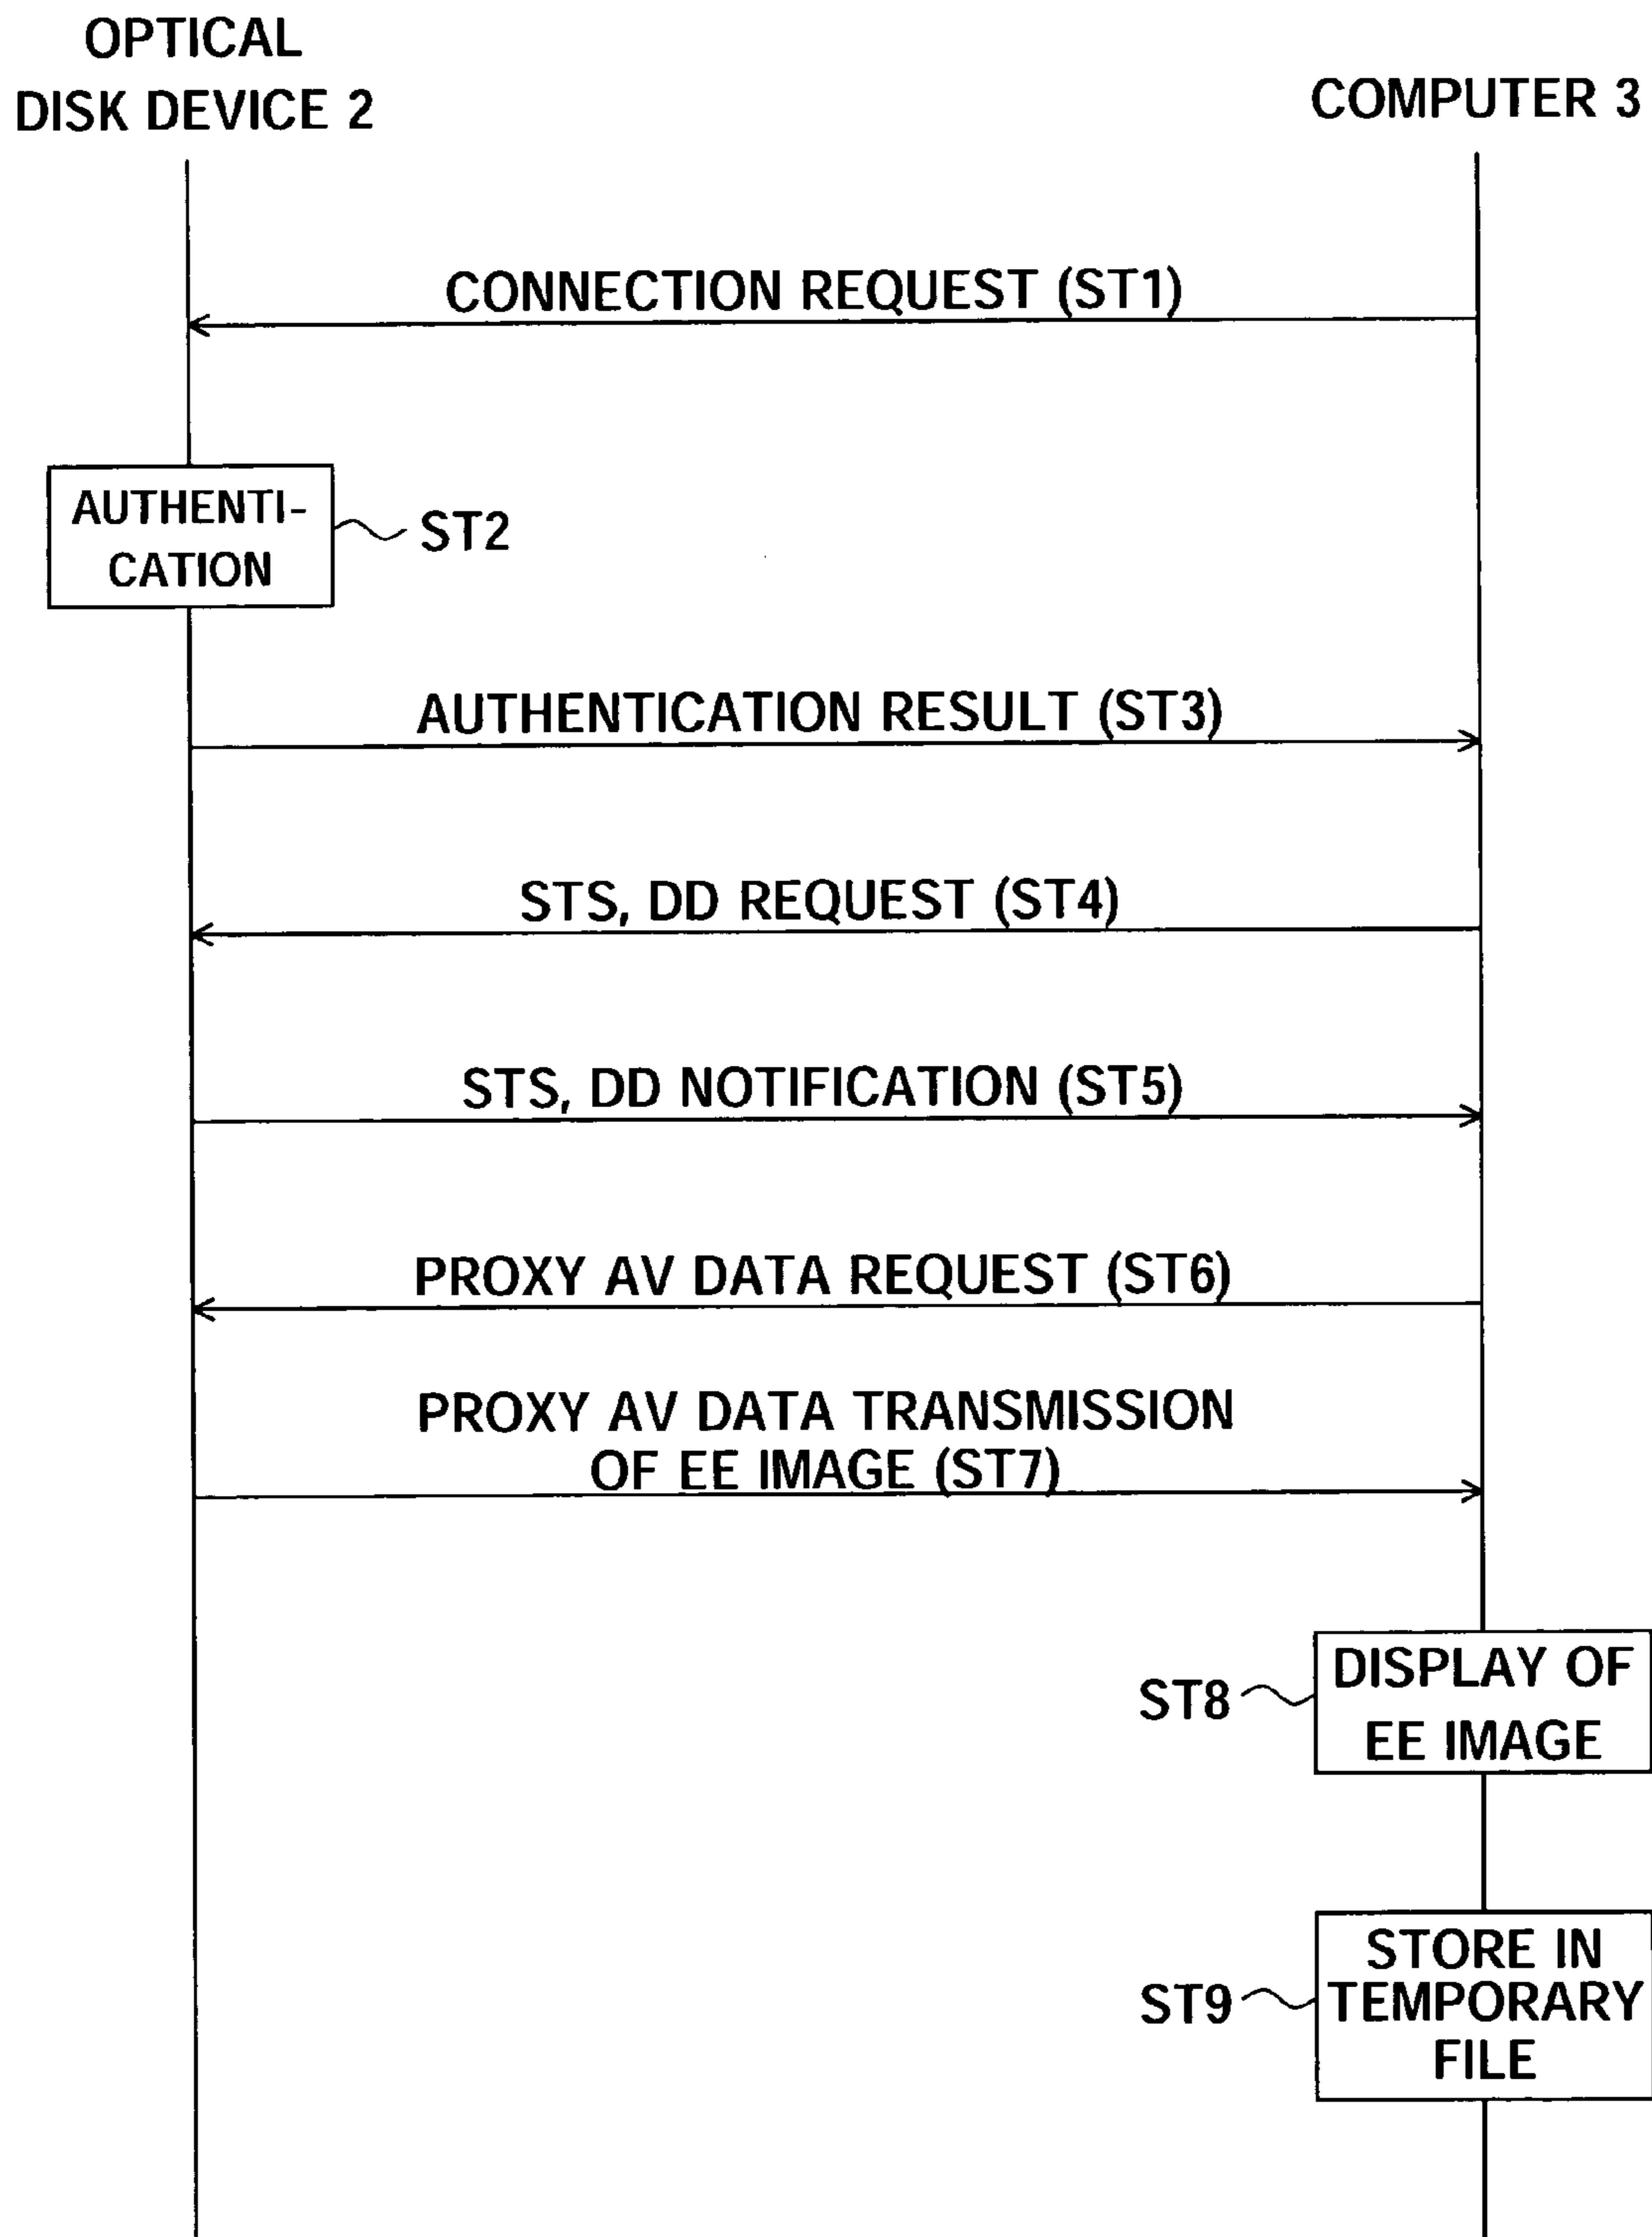 OPTICAL
DISK DEVICE 2
COMPUTER 3
CONNECTION REQUEST (ST1)
AUTHENTI-
CATION
ST2
AUTHENTICATION RESULT (ST3)
STS, DD REQUEST (ST4)
STS, DD NOTIFICATION (ST5)
PROXY AV DATA REQUEST (ST6)
PROXY AV DATA TRANSMISSION
OF EE IMAGE (ST7)
ST8
DISPLAY OF
EE IMAGE
ST9
STORE IN
TEMPORARY
FILE